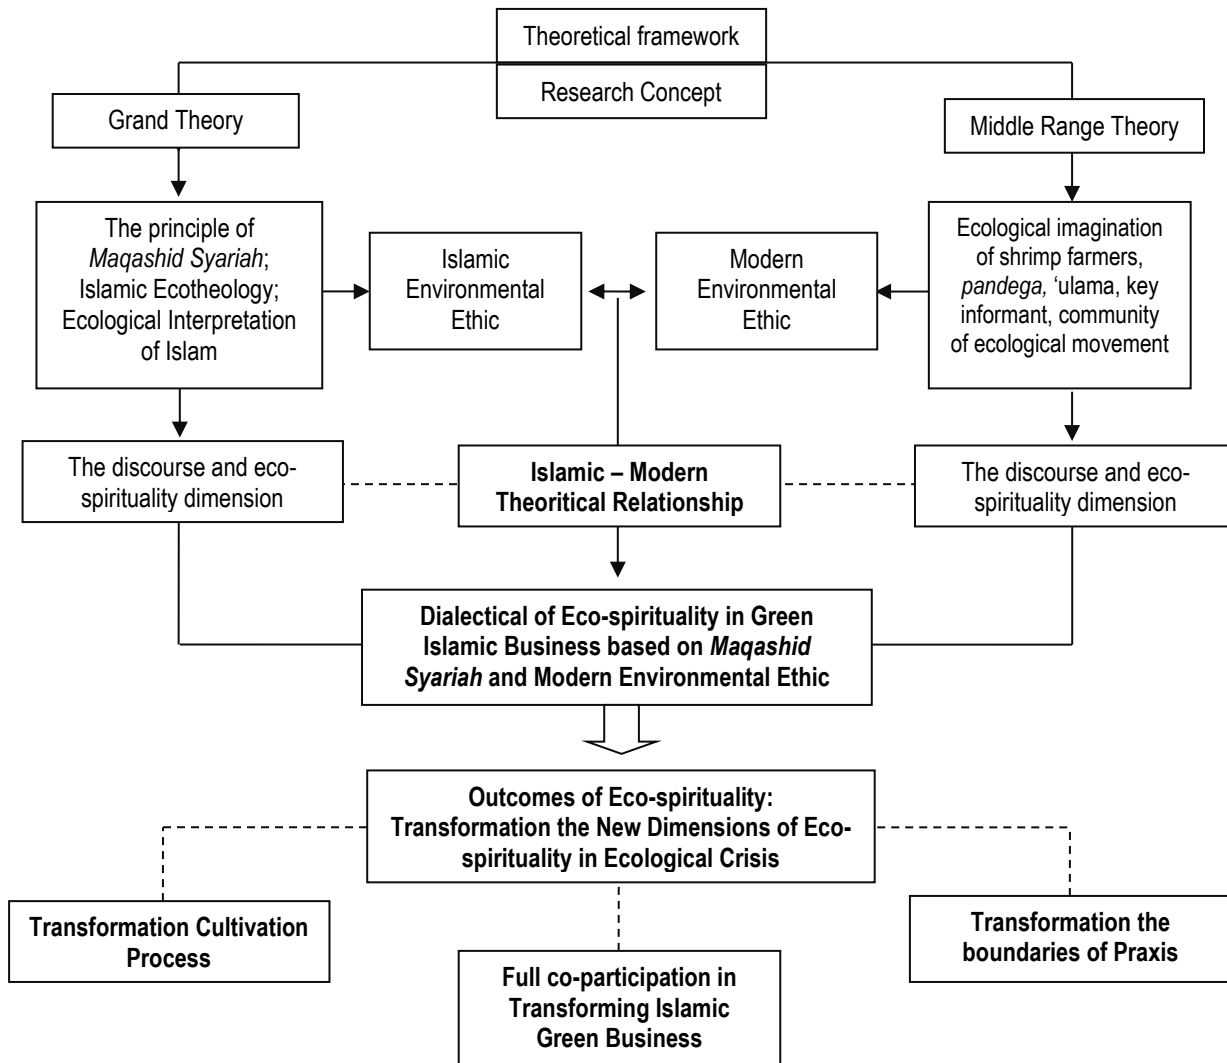 Theoretical framework
Research Concept
Grand Theory
Middle Range Theory
The principle of
Maqashid Syariah;
Islamic Ecotheology;
Ecological Interpretation
of Islam
Islamic
Environmental
Ethic
Modern
Environmental
Ethic
Ecological imagination
of shrimp farmers,
pandega, ‘ulama, key
informant, community
of ecological movement
The discourse and eco-
spirituality dimension
Islamic – Modern
Theoritical Relationship
The discourse and eco-
spirituality dimension
Dialectical of Eco-spirituality in Green
Islamic Business based on Maqashid
Syariah and Modern Environmental Ethic
Outcomes of Eco-spirituality:
Transformation the New Dimensions of Eco-
spirituality in Ecological Crisis
Transformation Cultivation
Process
Full co-participation in
Transforming Islamic
Green Business
Transformation the
boundaries of Praxis